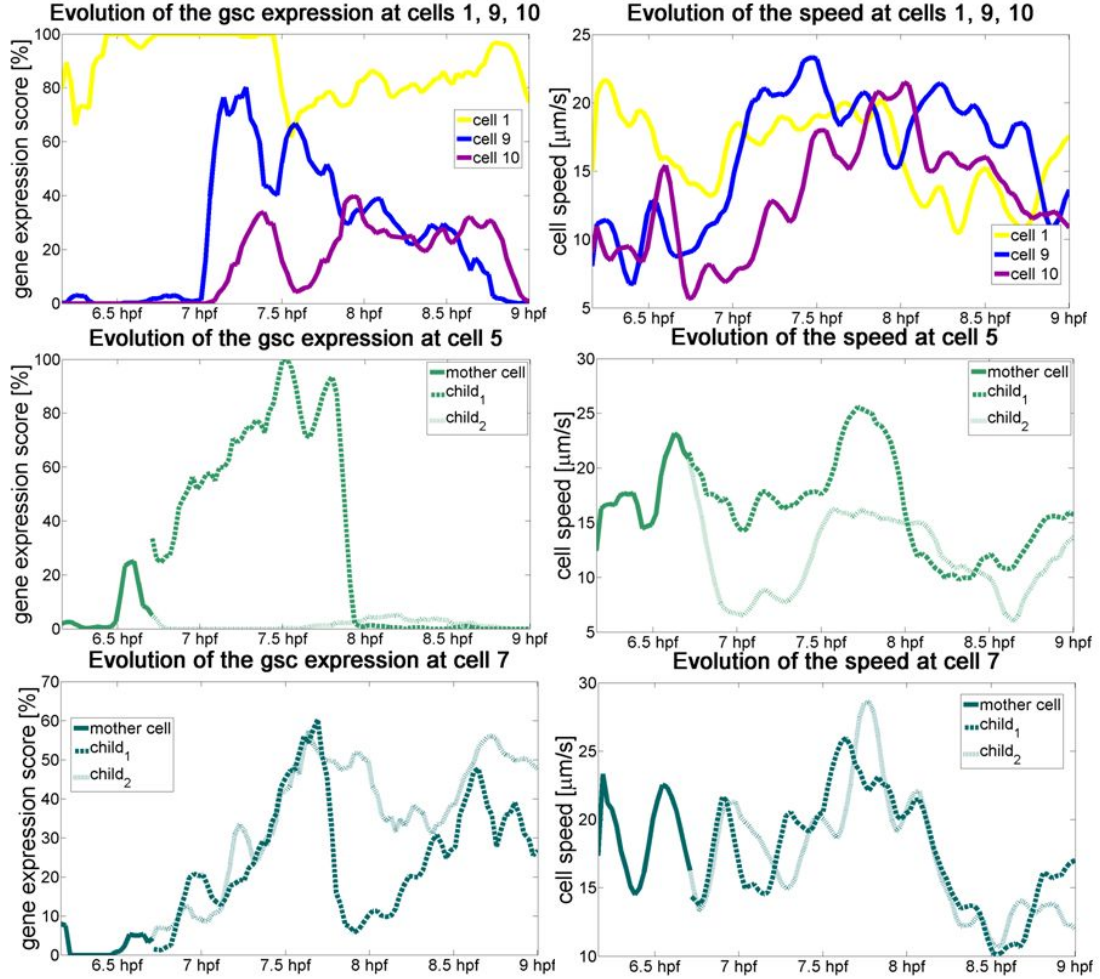 Evolution of the gsc expression at cells 1, 9, 10
gene expression score [%]
100
80
60
40
20
0
cell 1
cell 9
cell 10
6.5 hpf 7 hpf 7.5 hpf 8 hpf 8.5 hpf 9 hpf
Evolution of the speed at cells 1, 9, 10
cell speed [μm/s]
25
20
15
10
5
cell 1
cell 9
cell 10
6.5 hpf 7 hpf 7.5 hpf 8 hpf 8.5 hpf 9 hpf
Evolution of the gsc expression at cell 5
gene expression score [%]
100
80
60
40
20
0
mother cell
child1
child2
6.5 hpf 7 hpf 7.5 hpf 8 hpf 8.5 hpf 9 hpf
Evolution of the speed at cell 5
cell speed [μm/s]
30
25
20
15
10
5
mother cell
child1
child2
6.5 hpf 7 hpf 7.5 hpf 8 hpf 8.5 hpf 9 hpf
Evolution of the gsc expression at cell 7
gene expression score [%]
70
60
50
40
30
20
10
0
mother cell
child1
child2
6.5 hpf 7 hpf 7.5 hpf 8 hpf 8.5 hpf 9 hpf
Evolution of the speed at cell 7
cell speed [μm/s]
30
25
20
15
10
mother cell
child1
child2
6.5 hpf 7 hpf 7.5 hpf 8 hpf 8.5 hpf 9 hpf